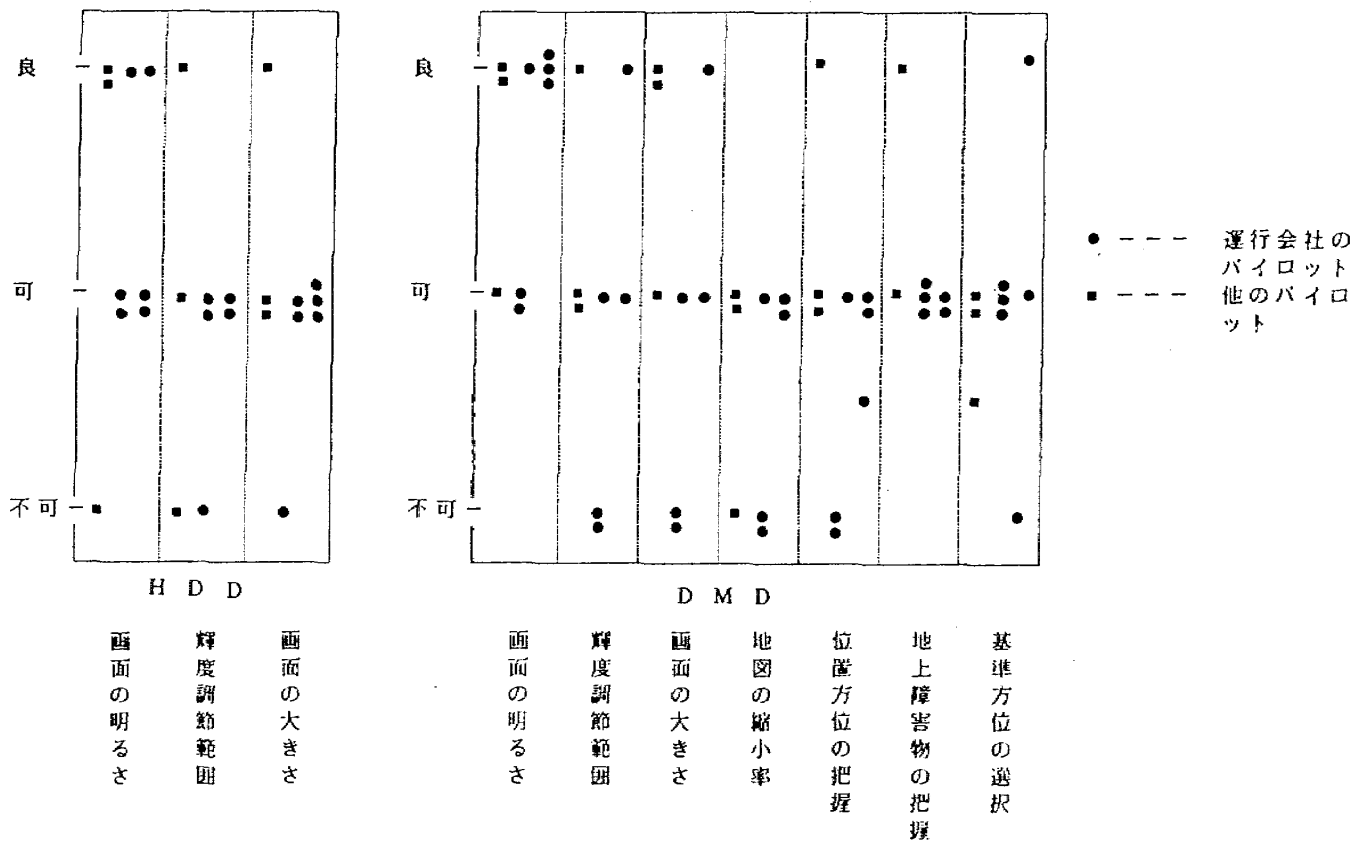 良
可
不可
良
可
不可
● --- 運行会社の
パイロット
■ --- 他のパイロ
ット
HDD
DMD
画面の明るさ
輝度調節範囲
画面の大きさ
画面の明るさ
輝度調節範囲
画面の大きさ
地図の縮小率
位置方位の把握
地上障害物の把握
基準方位の選択